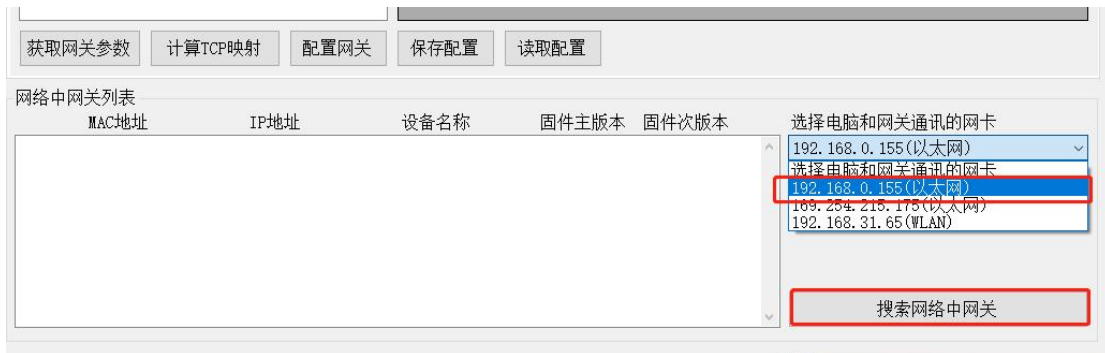 获取网关参数 计算TCP映射 配置网关 保存配置 读取配置
网络中网关列表
MAC地址 IP地址 设备名称 固件主版本 固件次版本 选择电脑和网关通讯的网卡
192.168.0.155(以太网)
选择电脑和网关通讯的网卡
192.168.0.155(以太网)
169.254.215.175(以太网)
192.168.31.65(WLAN)
搜索网络中网关